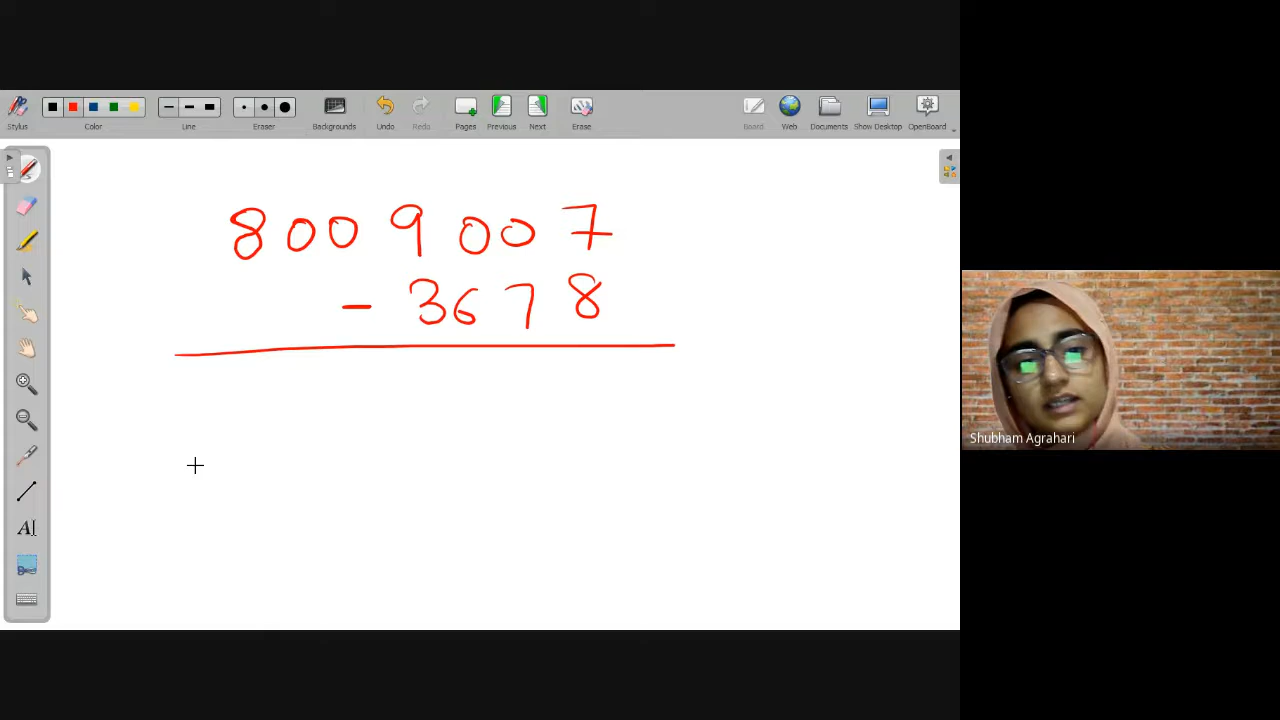 Stylus Color Line Eraser Backgrounds Undo Redo Pages Previous Next Erase Board Web Documents Show Desktop OpenBoard
8009007
- 3678
Shubham Agrahari
A